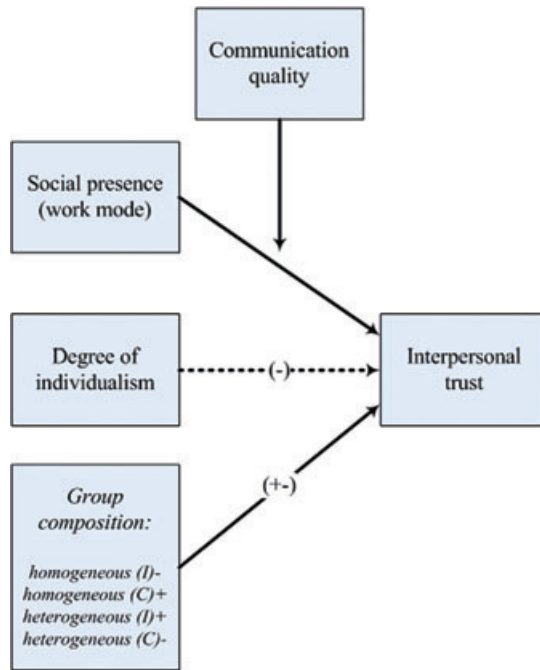 Communication
quality
Social presence
(work mode)
Degree of
individualism
(-)
Interpersonal
trust
(+-)
Group
composition:
homogeneous (I)-
homogeneous (C)+
heterogeneous (I)+
heterogeneous (C)-